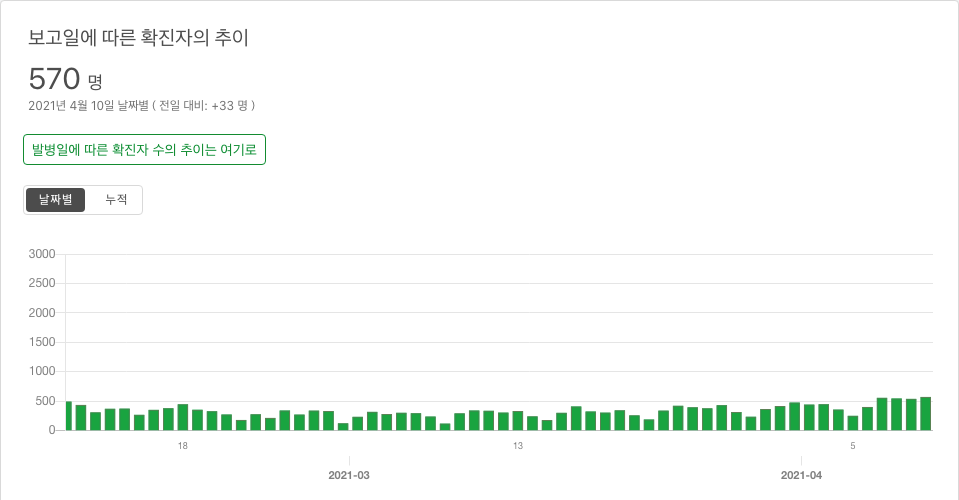 보고일에 따른 확진자의 추이
570 명
2021년 4월 10일 날짜별 ( 전일 대비: +33 명 )
발병일에 따른 확진자 수의 추이는 여기로
날짜별 누적
3000
2500
2000
1500
1000
500
0
18 13 5
2021-03 2021-04